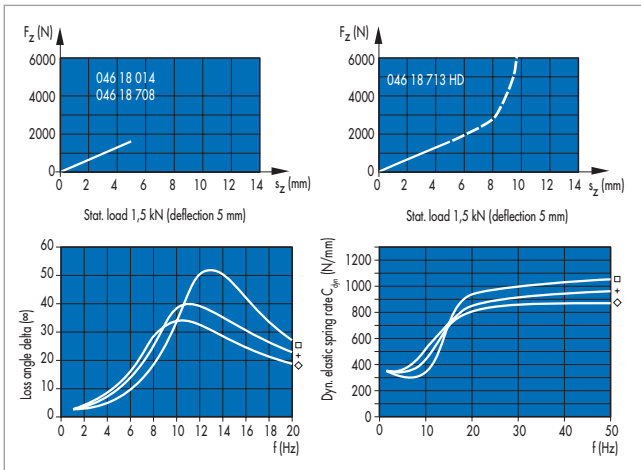 F_z (N)
6000
4000
2000
0
046 18 014
046 18 708
0 2 4 6 8 10 12 14
s_z (mm)
Stat. load 1,5 kN (deflection 5 mm)
F_z (N)
6000
4000
2000
0
046 18 713 HD
0 2 4 6 8 10 12 14
s_z (mm)
Stat. load 1,5 kN (deflection 5 mm)
Loss angle delta (∞)
60
50
40
30
20
10
0
0 2 4 6 8 10 12 14 16 18 20
f (Hz)
□
+
◇
Dyn. elastic spring rate C_dyn (N/mm)
1200
1000
800
600
400
200
0
0 10 20 30 40 50
f (Hz)
□
+
◇